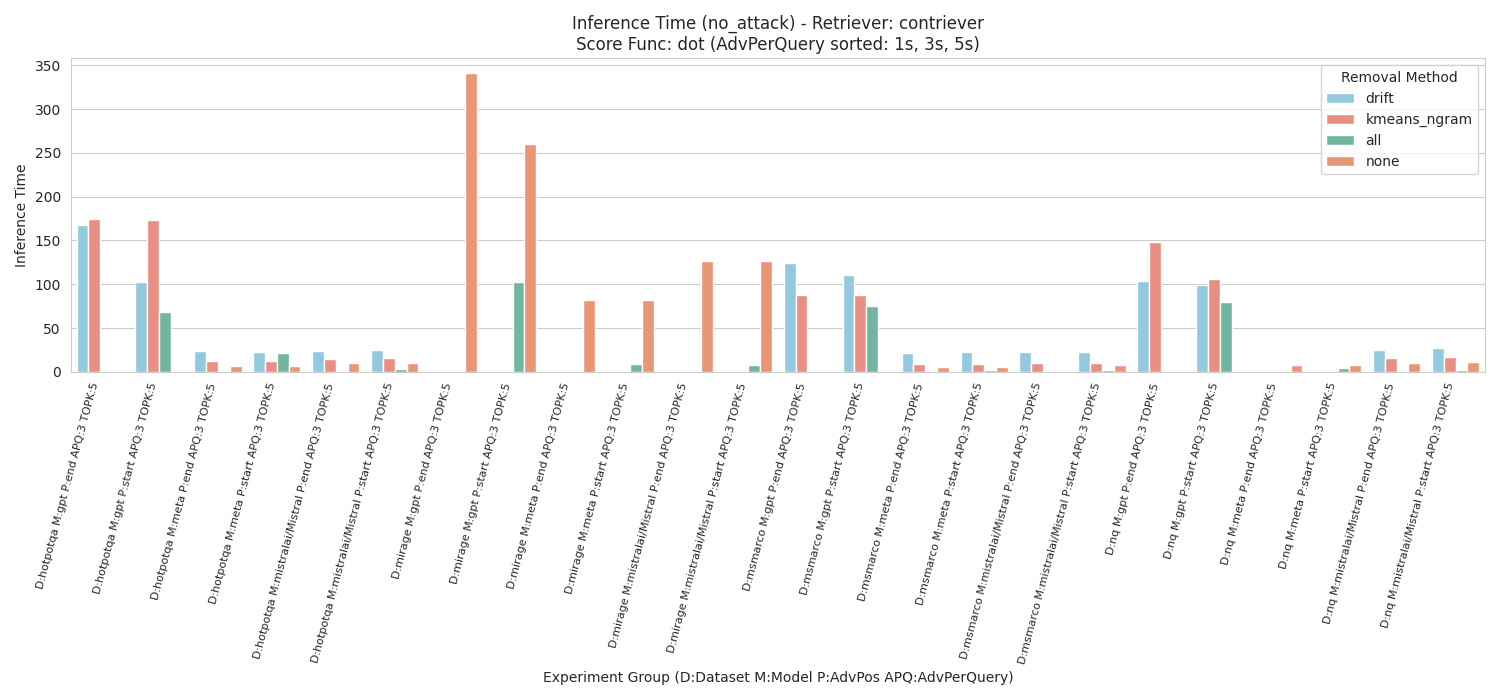 Inference Time (no_attack) - Retriever: contriever
Score Func: dot (AdvPerQuery sorted: 1s, 3s, 5s)
Inference Time
350
300
250
200
150
100
50
0
Removal Method
drift
kmeans_ngram
all
none
D:hotpotqa M:gpt P:end APQ:3 TOPK:5
D:hotpotqa M:gpt P:start APQ:3 TOPK:5
D:hotpotqa M:meta P:end APQ:3 TOPK:5
D:hotpotqa M:meta P:start APQ:3 TOPK:5
D:hotpotqa M:mistralai/Mistral P:end APQ:3 TOPK:5
D:hotpotqa M:mistralai/Mistral P:start APQ:3 TOPK:5
D:mirage M:gpt P:end APQ:3 TOPK:5
D:mirage M:gpt P:start APQ:3 TOPK:5
D:mirage M:meta P:end APQ:3 TOPK:5
D:mirage M:meta P:start APQ:3 TOPK:5
D:mirage M:mistralai/Mistral P:end APQ:3 TOPK:5
D:mirage M:mistralai/Mistral P:start APQ:3 TOPK:5
D:msmarco M:gpt P:end APQ:3 TOPK:5
D:msmarco M:gpt P:start APQ:3 TOPK:5
D:msmarco M:meta P:end APQ:3 TOPK:5
D:msmarco M:meta P:start APQ:3 TOPK:5
D:msmarco M:mistralai/Mistral P:end APQ:3 TOPK:5
D:msmarco M:mistralai/Mistral P:start APQ:3 TOPK:5
D:nq M:gpt P:end APQ:3 TOPK:5
D:nq M:gpt P:start APQ:3 TOPK:5
D:nq M:meta P:end APQ:3 TOPK:5
D:nq M:meta P:start APQ:3 TOPK:5
D:nq M:mistralai/Mistral P:end APQ:3 TOPK:5
D:nq M:mistralai/Mistral P:start APQ:3 TOPK:5
Experiment Group (D:Dataset M:Model P:AdvPos APQ:AdvPerQuery)